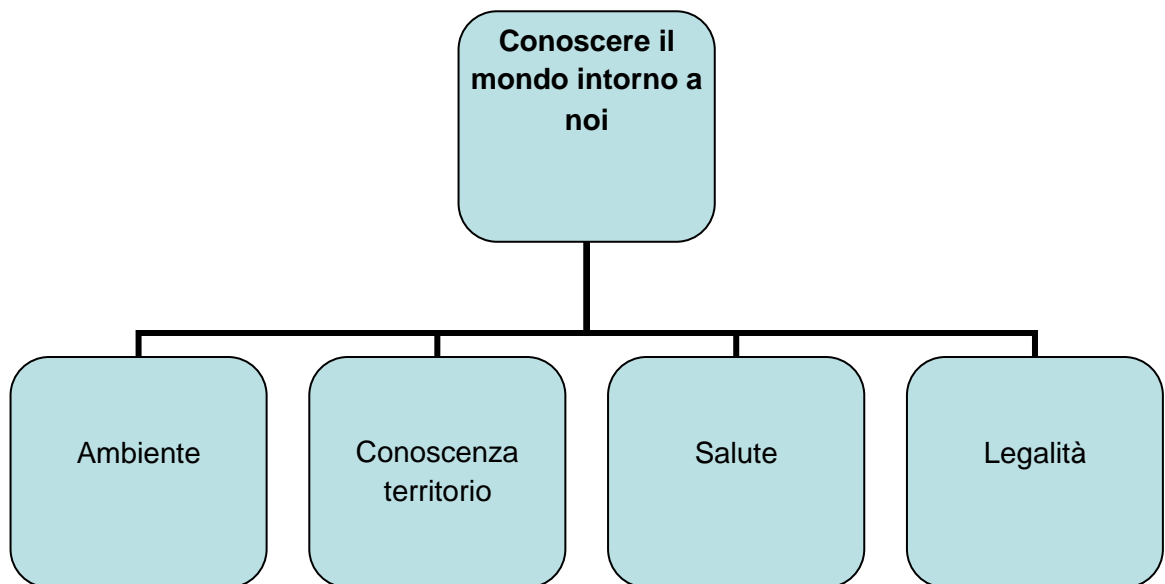 Conoscere il
mondo intorno a
noi
Ambiente
Conoscenza
territorio
Salute
Legalità